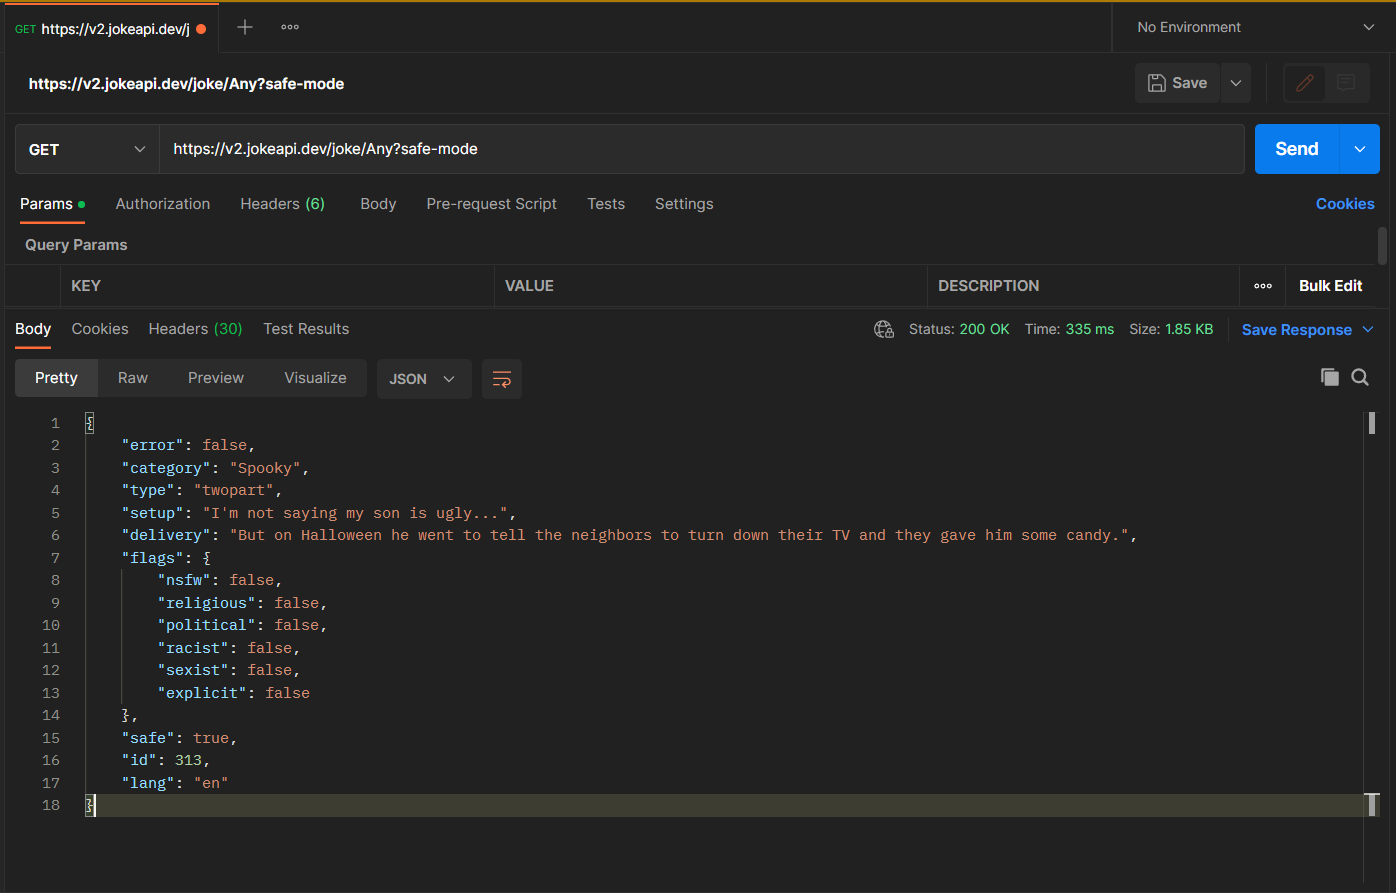 GET https://v2.jokeapi.dev/j
No Environment
https://v2.jokeapi.dev/joke/Any?safe-mode
Save
GET
https://v2.jokeapi.dev/joke/Any?safe-mode
Send
Params Authorization Headers (6) Body Pre-request Script Tests Settings Cookies
Query Params
KEY VALUE DESCRIPTION Bulk Edit
Body Cookies Headers (30) Test Results Status: 200 OK Time: 335 ms Size: 1.85 KB Save Response
Pretty Raw Preview Visualize JSON
1 {
2 "error": false,
3 "category": "Spooky",
4 "type": "twopart",
5 "setup": "I'm not saying my son is ugly...",
6 "delivery": "But on Halloween he went to tell the neighbors to turn down their TV and they gave him some candy.",
7 "flags": {
8 "nsfw": false,
9 "religious": false,
10 "political": false,
11 "racist": false,
12 "sexist": false,
13 "explicit": false
14 },
15 "safe": true,
16 "id": 313,
17 "lang": "en"
18 }